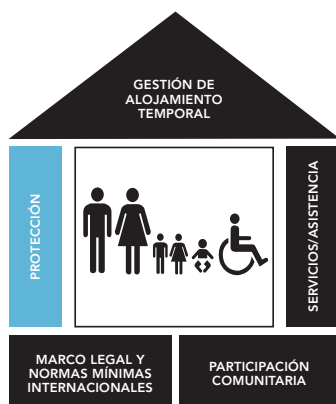 GESTIÓN DE
ALOJAMIENTO
TEMPORAL
PROTECCIÓN
SERVICIOS/ASISTENCIA
MARCO LEGAL Y
NORMAS MÍNIMAS
INTERNACIONALES
PARTICIPACIÓN
COMUNITARIA